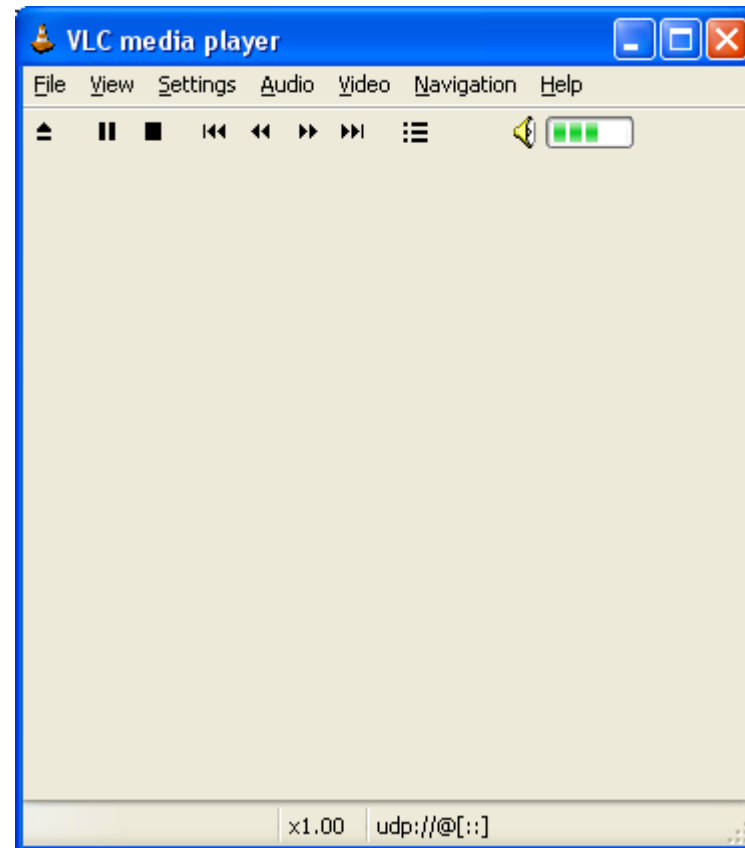 VLC media player
File View Settings Audio Video Navigation Help
x1.00 udp://@[::]